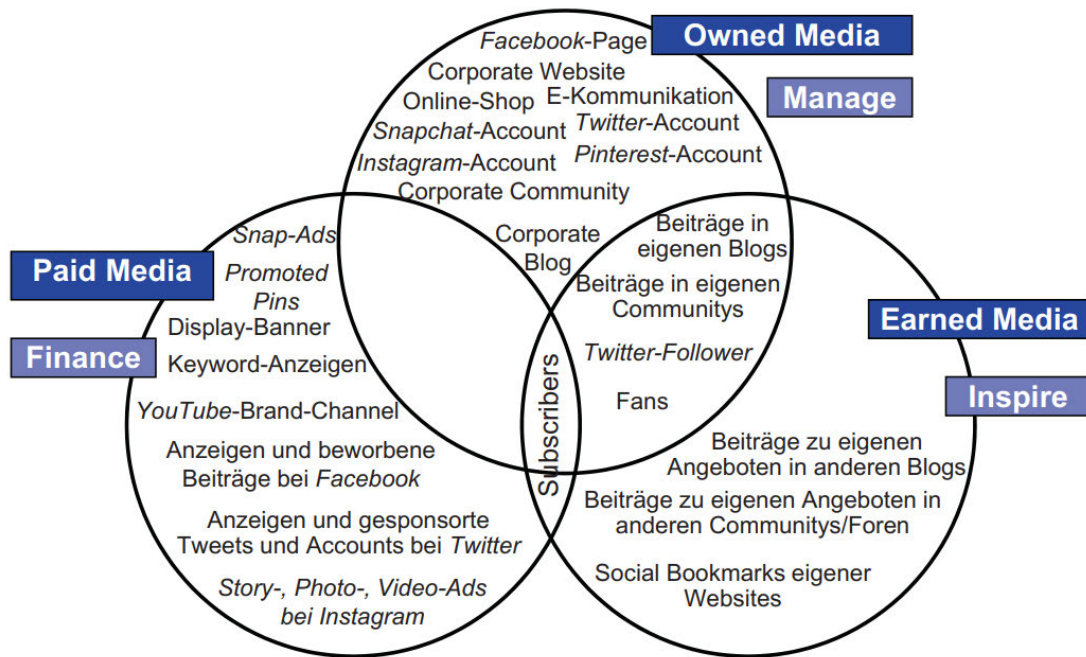 Owned Media
Manage
Facebook-Page
Corporate Website
Online-Shop
E-Kommunikation
Snapchat-Account
Twitter-Account
Instagram-Account
Pinterest-Account
Corporate Community
Corporate
Blog
Beiträge in
eigenen Blogs
Beiträge in eigenen
Communitys
Twitter-Follower
Fans
Subscribers
Paid Media
Finance
Snap-Ads
Promoted
Pins
Display-Banner
Keyword-Anzeigen
YouTube-Brand-Channel
Anzeigen und beworbene
Beiträge bei Facebook
Anzeigen und gesponsorte
Tweets und Accounts bei Twitter
Story-, Photo-, Video-Ads
bei Instagram
Earned Media
Inspire
Beiträge zu eigenen
Angeboten in anderen Blogs
Beiträge zu eigenen Angeboten in
anderen Communitys/Foren
Social Bookmarks eigener
Websites